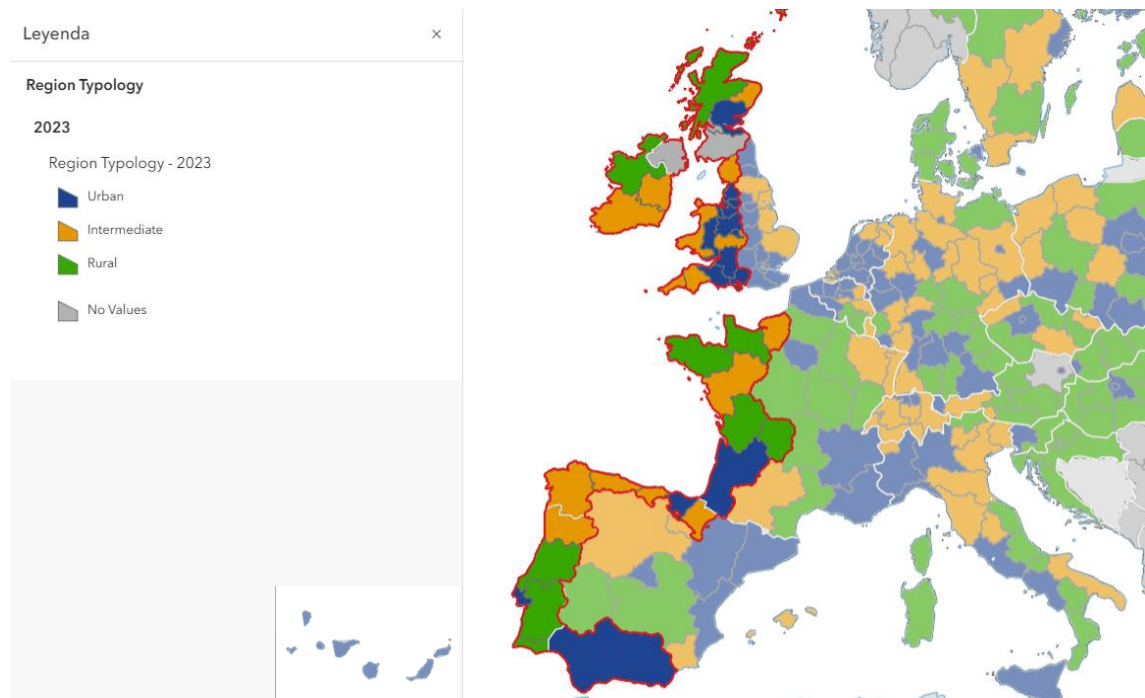 Leyenda ×
Region Typology
2023
Region Typology - 2023
Urban
Intermediate
Rural
No Values